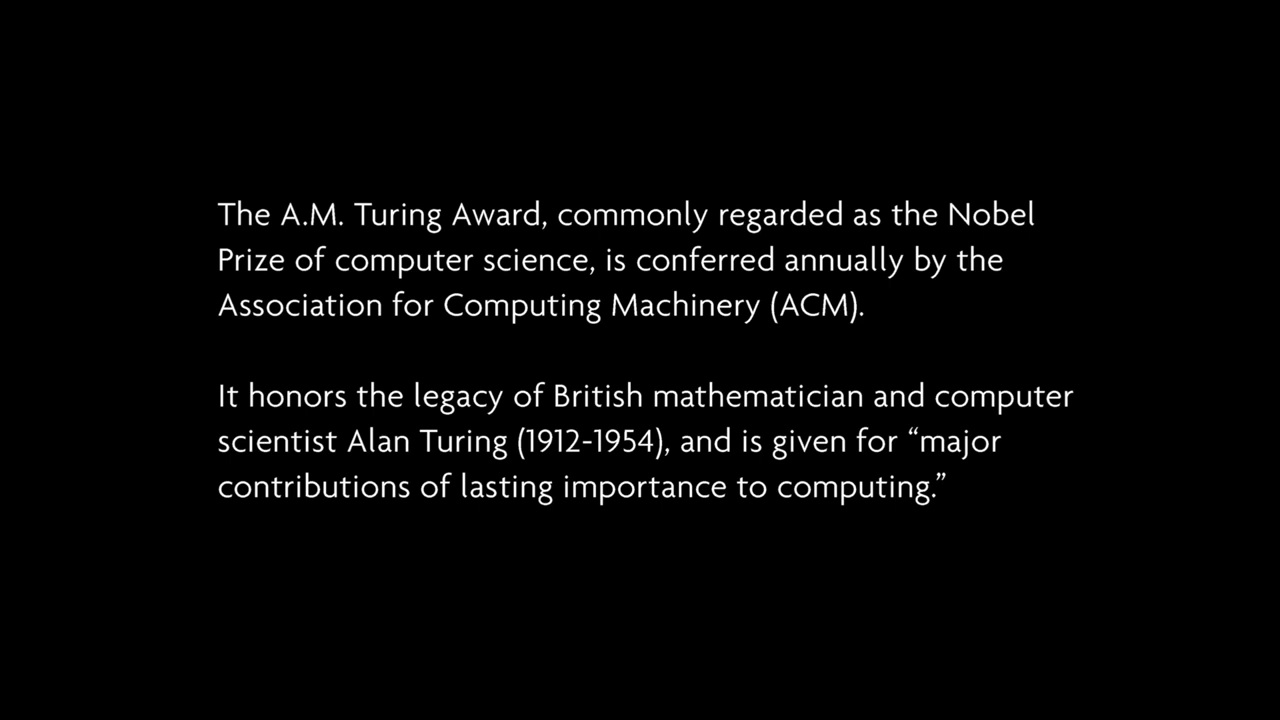 The A.M. Turing Award, commonly regarded as the Nobel
Prize of computer science, is conferred annually by the
Association for Computing Machinery (ACM).
It honors the legacy of British mathematician and computer
scientist Alan Turing (1912-1954), and is given for “major
contributions of lasting importance to computing.”